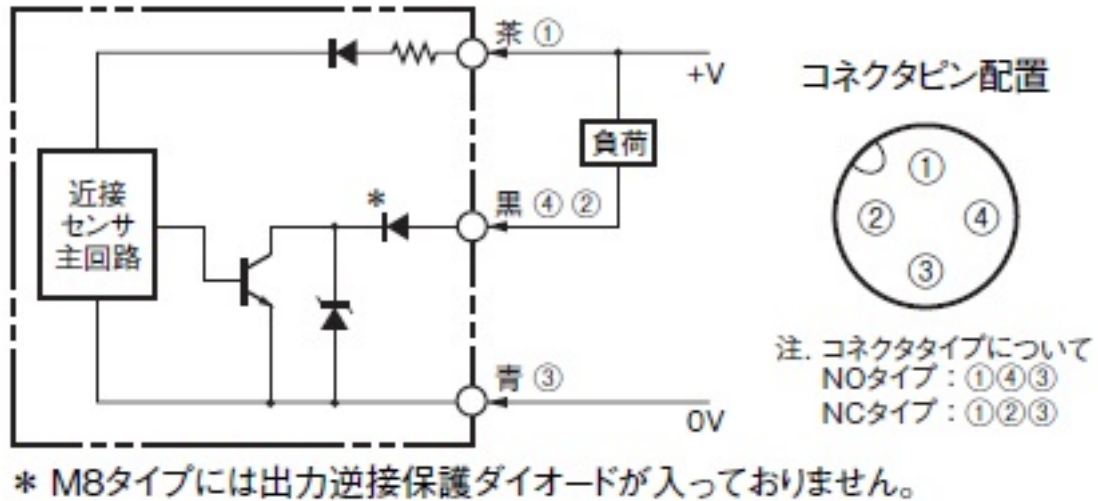 茶 ①
+V
コネクタピン配置
負荷
①
近接
センサ
主回路
*
黒 ④ ②
②
④
③
注. コネクタタイプについて
NOタイプ : ①④③
NCタイプ : ①②③
青 ③
0V
* M8タイプには出力逆接保護ダイオードが入っておりません。